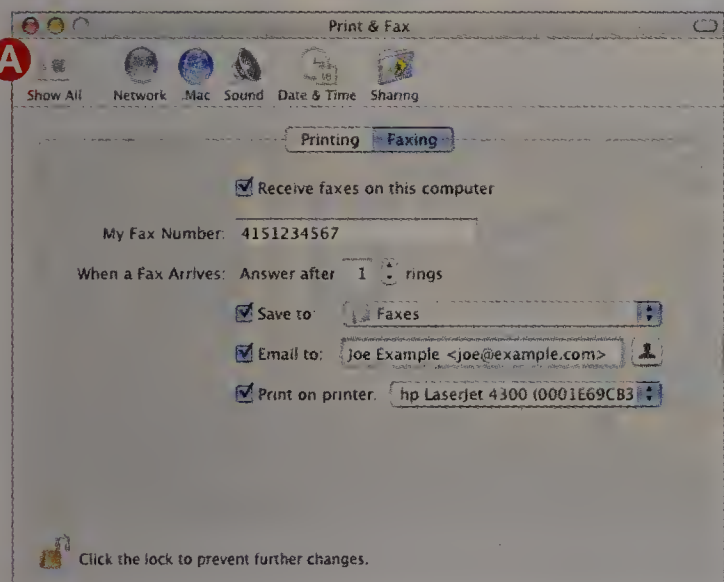 Print & Fax
A
Show All Network .Mac Sound Date & Time Sharing
Printing Faxing
Receive faxes on this computer
My Fax Number: 4151234567
When a Fax Arrives: Answer after 1 rings
Save to: Faxes
Email to: Joe Example <joe@example.com>
Print on printer: hp LaserJet 4300 (0001E69CB3
Click the lock to prevent further changes.